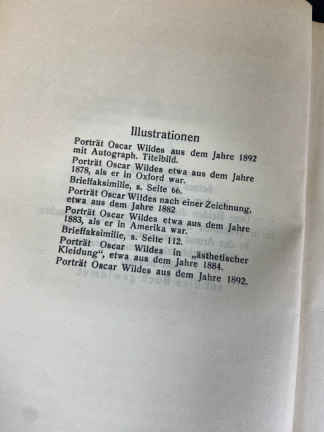 Illustrationen
Porträt Oscar Wildes aus dem Jahre 1892
mit Autograph. Titelbild.
Porträt Oscar Wildes etwa aus dem Jahre
1878, als er in Oxford war.
Brieffaksimilie, s. Seite 66.
Porträt Oscar Wildes nach einer Zeichnung,
etwa aus dem Jahre 1882
Porträt Oscar Wildes etwa aus dem Jahre
1883, als er in Amerika war.
Brieffaksimilie, s. Seite 112.
Porträt Oscar Wildes in „ästhetischer
Kleidung", etwa aus dem Jahre 1884.
Porträt Oscar Wildes aus dem Jahre 1892.